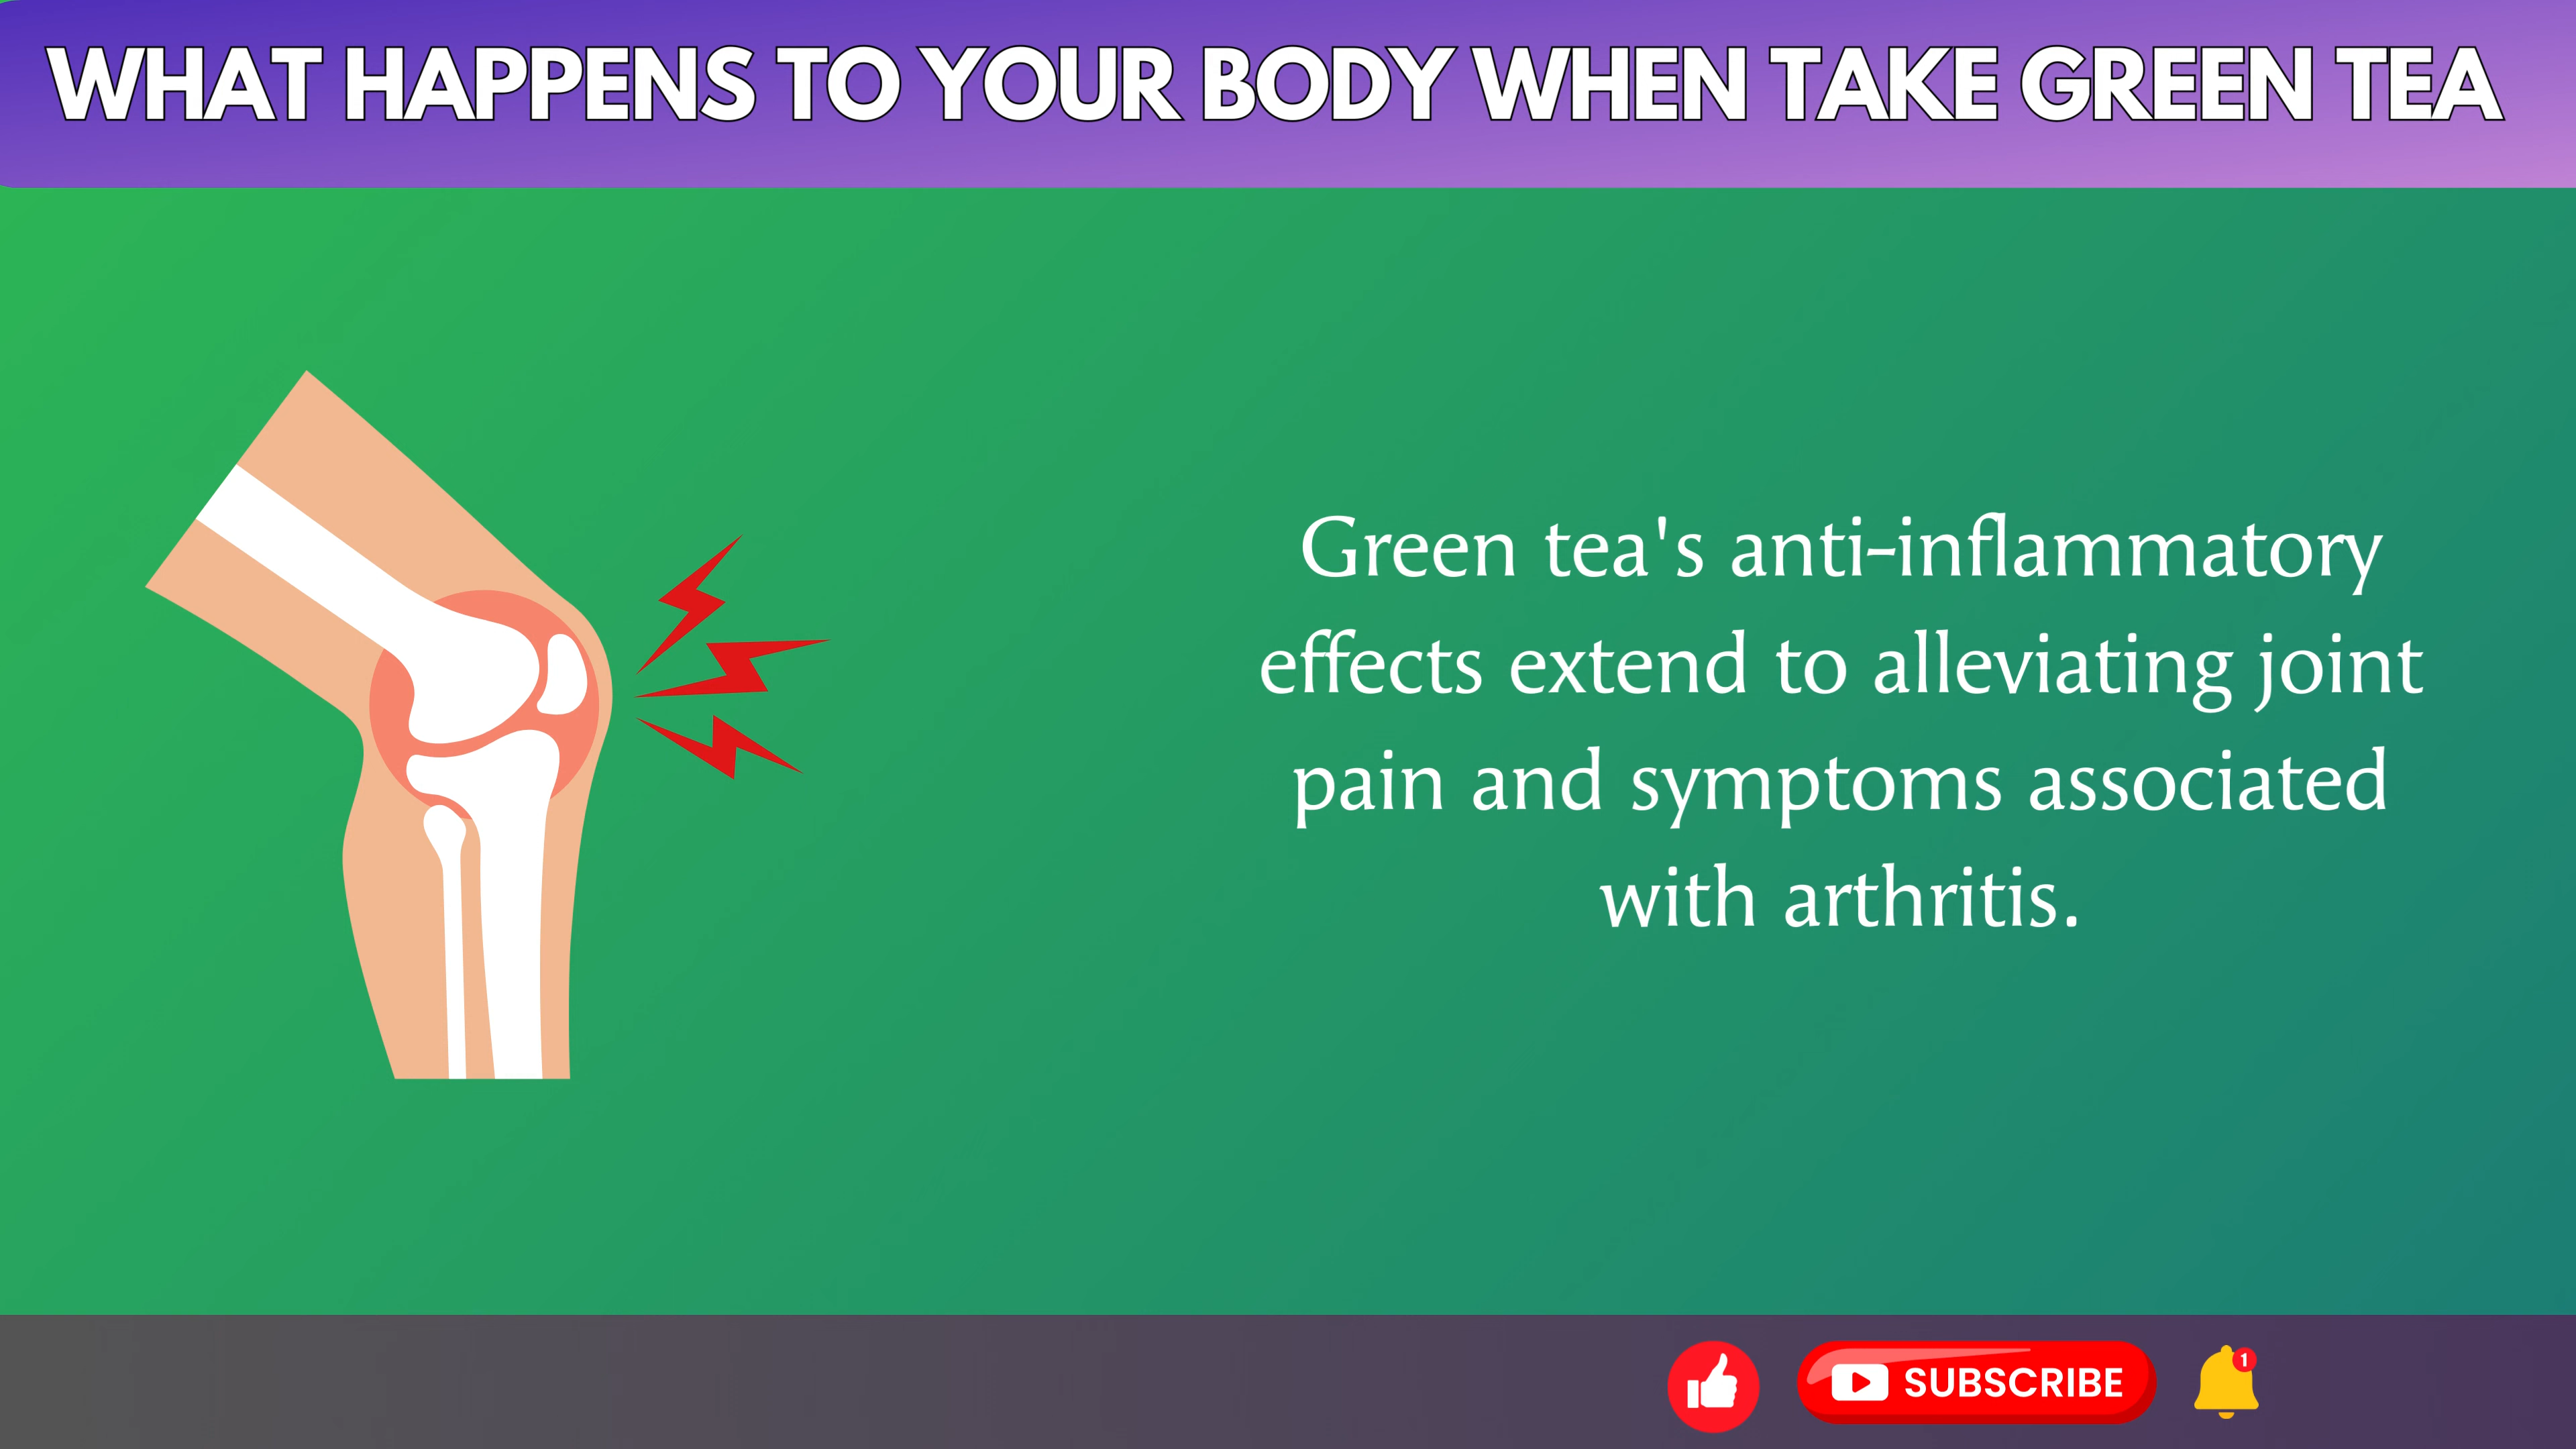 WHAT HAPPENS TO YOUR BODY WHEN TAKE GREEN TEA
Green tea's anti-inflammatory
effects extend to alleviating joint
pain and symptoms associated
with arthritis.
SUBSCRIBE
1